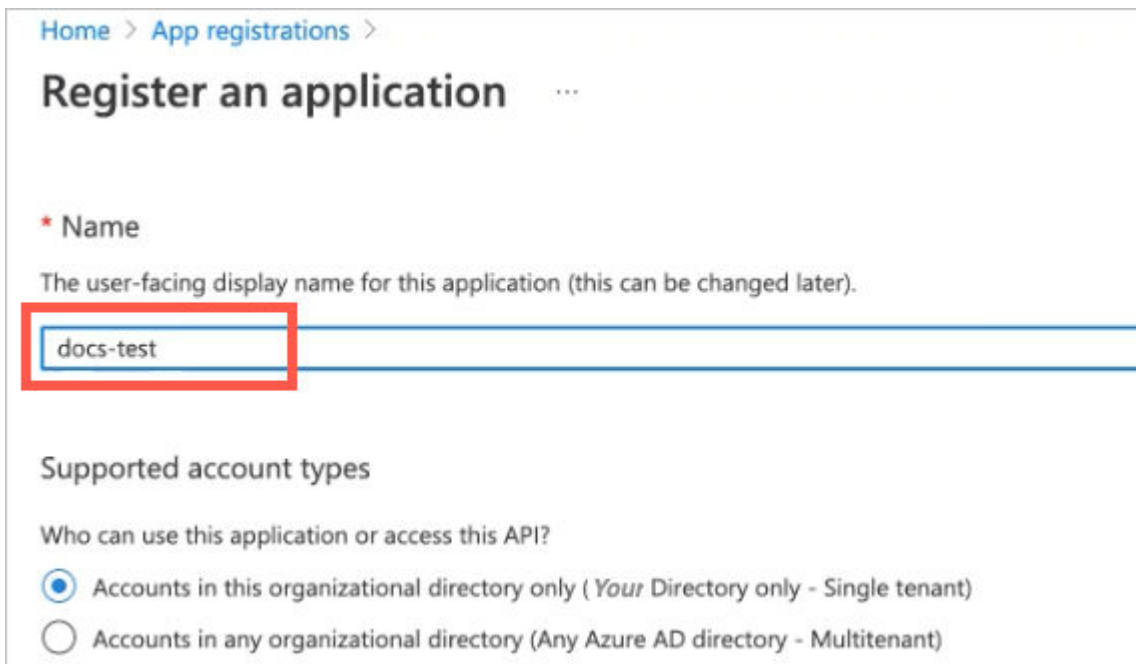 Home > App registrations >
Register an application ...
* Name
The user-facing display name for this application (this can be changed later).
docs-test
Supported account types
Who can use this application or access this API?
Accounts in this organizational directory only ( Your Directory only - Single tenant)
Accounts in any organizational directory (Any Azure AD directory - Multitenant)